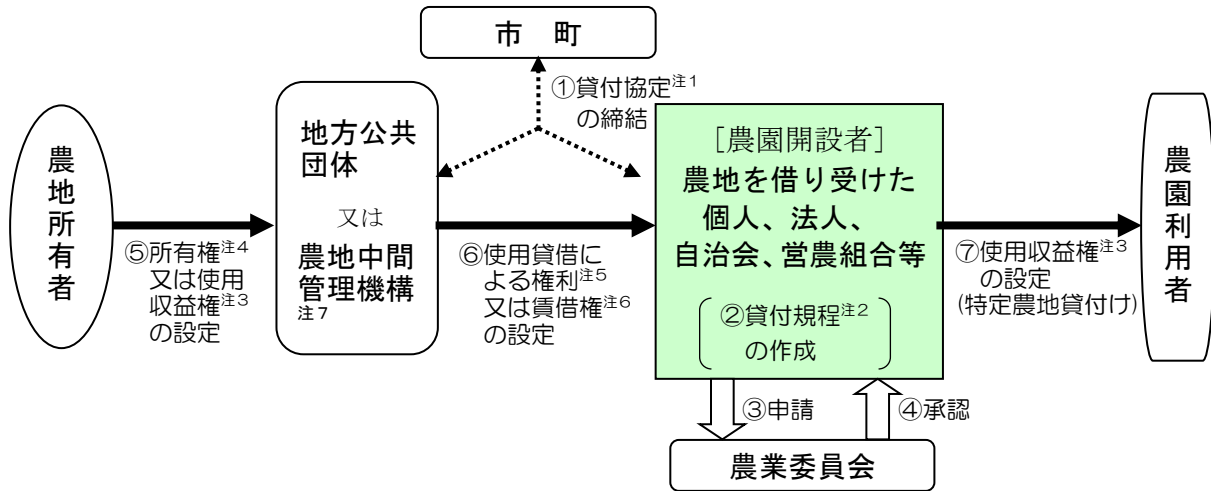 市　町
①貸付協定注1
の締結
農地所有者
地方公共
団体
又は
農地中間
管理機構
注7
[農園開設者]
農地を借り受けた
個人、法人、
自治会、営農組合等
②貸付規程注2
の作成
農園利用者
⑤所有権注4
又は使用
収益権注3
の設定
⑥使用貸借に
よる権利注5
又は賃借権注6
の設定
⑦使用収益権注3
の設定
(特定農地貸付け)
③申請
④承認
農業委員会